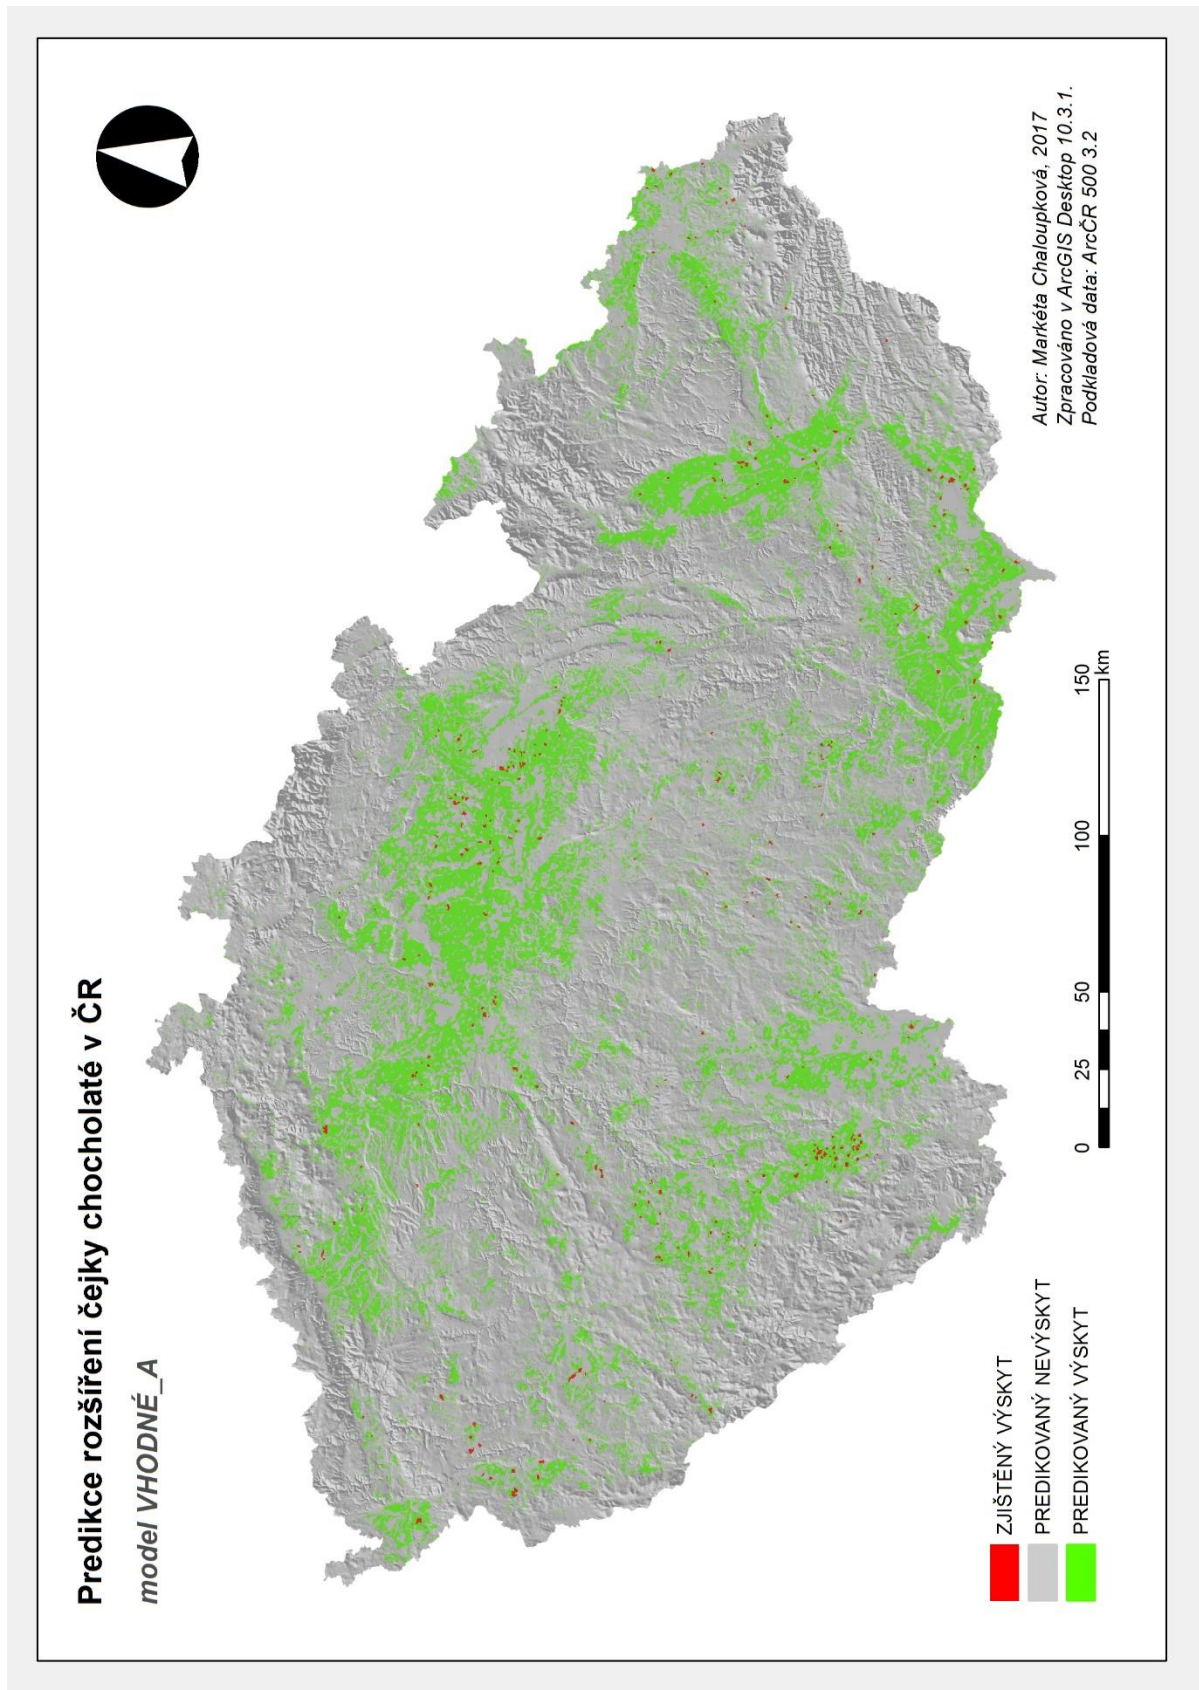 Predikce rozšíření čejky chocholaté v ČR
model VHODNÉ_A
ZJIŠTĚNÝ VÝSKYT
PREDIKOVANÝ NEVÝSKYT
PREDIKOVANÝ VÝSKYT
0 25 50 100 150
km
Autor: Markéta Chaloupková, 2017
Zpracováno v ArcGIS Desktop 10.3.1.
Podkladová data: ArcČR 500 3.2